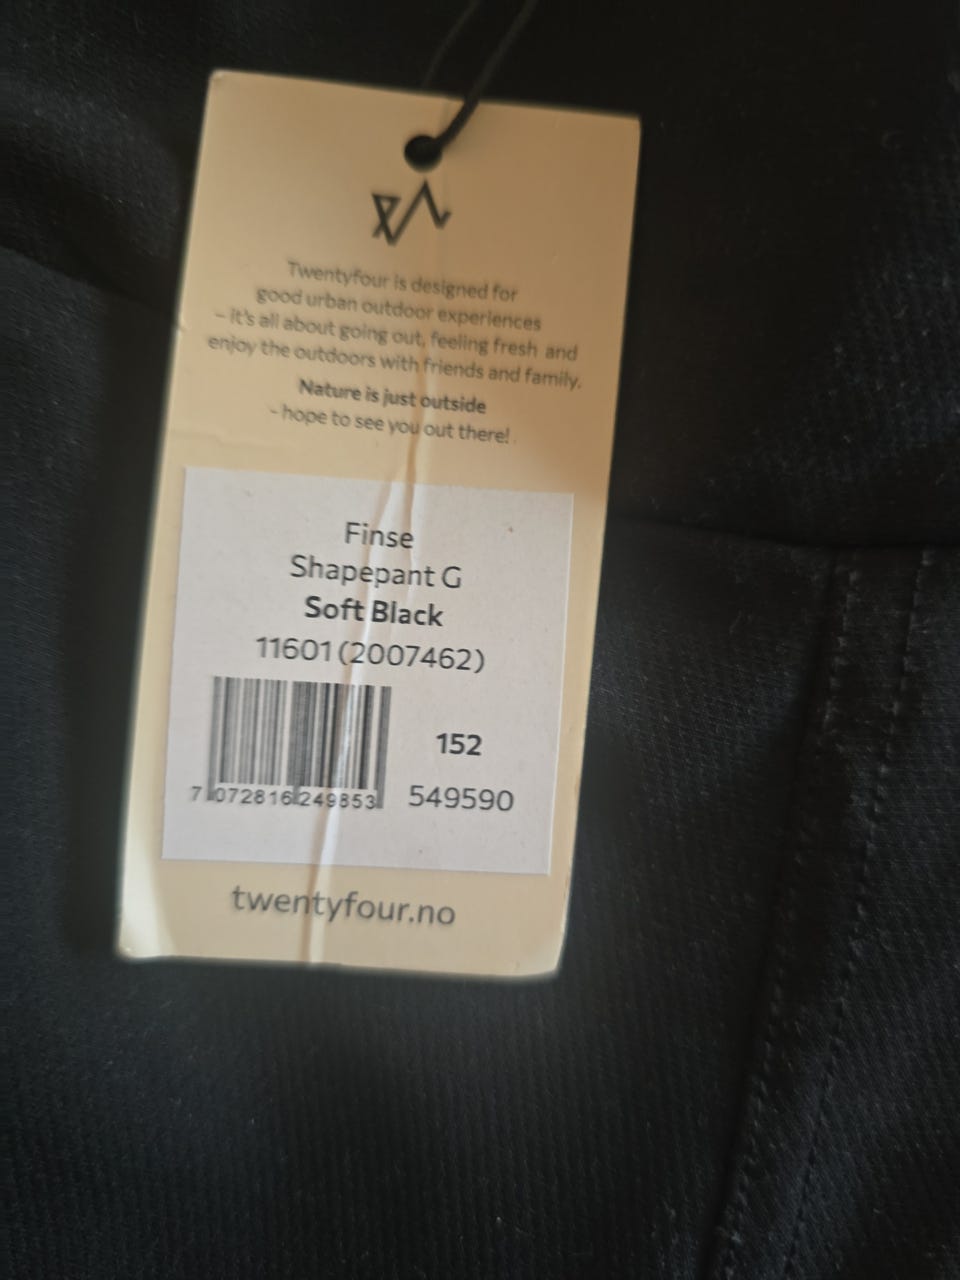 Twentyfour is designed for
good urban outdoor experiences
– it's all about going out, feeling fresh and
enjoy the outdoors with friends and family.
Nature is just outside
- hope to see you out there!
Finse
Shapepant G
Soft Black
11601 (2007462)
152
7 072816 249853
549590
twentyfour.no